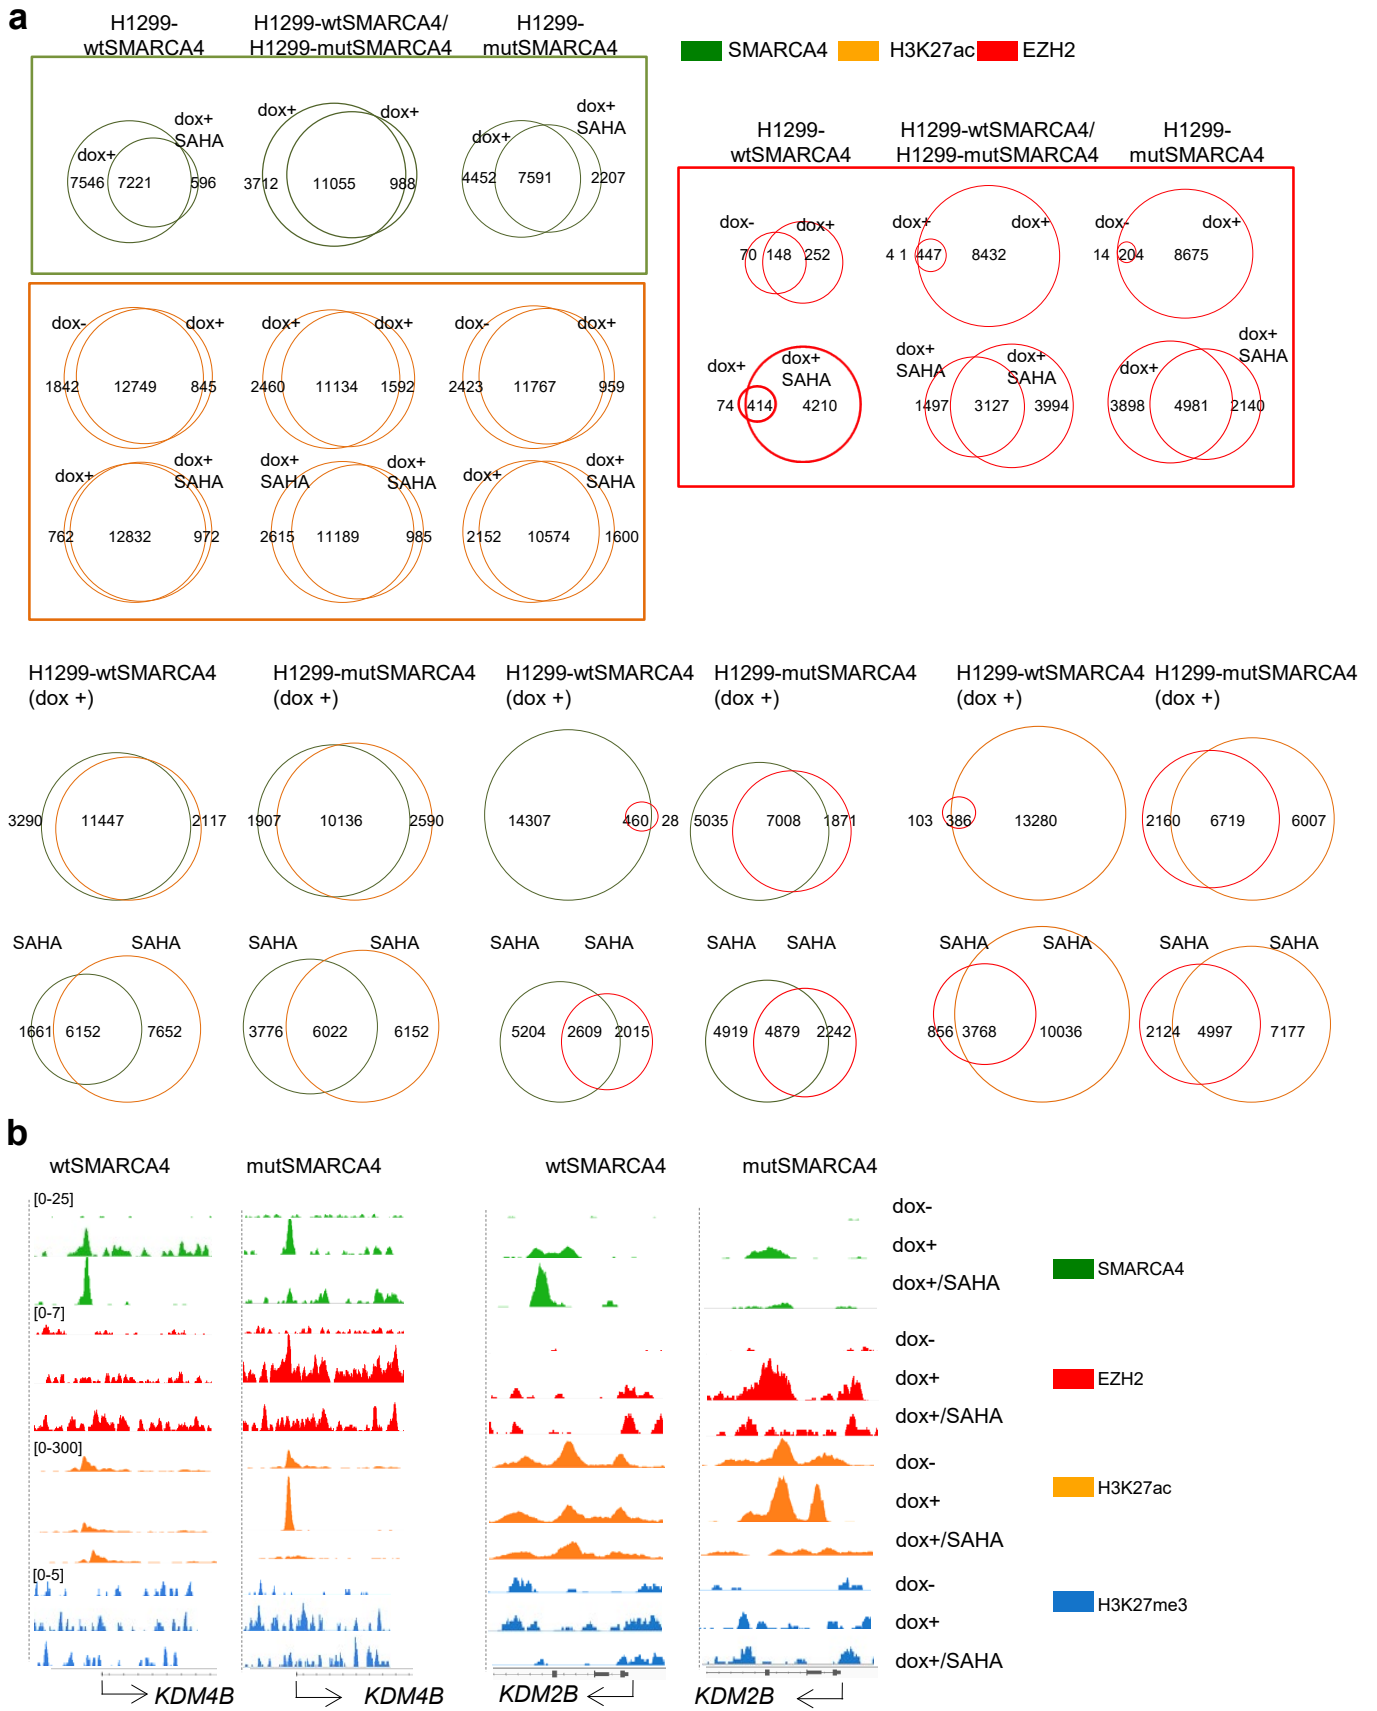 a
H1299-
wtSMARCA4
H1299-wtSMARCA4/
H1299-mutSMARCA4
H1299-
mutSMARCA4
dox+
dox+
SAHA
7546 7221 596
dox+ dox+
3712 11055 988
dox+
dox+
SAHA
4452 7591 2207
dox- dox+
1842 12749 845
dox+ dox+
2460 11134 1592
dox- dox+
2423 11767 959
dox+
dox+
SAHA
762 12832 972
dox+
SAHA
dox+
SAHA
2615 11189 985
dox+
dox+
SAHA
2152 10574 1600
SMARCA4 H3K27ac EZH2
H1299-
wtSMARCA4
H1299-wtSMARCA4/
H1299-mutSMARCA4
H1299-
mutSMARCA4
dox- dox+
70 148 252
dox+ dox+
4 1 447 8432
dox- dox+
14 204 8675
dox+
dox+
SAHA
74 414 4210
dox+
SAHA
dox+
SAHA
1497 3127 3994
dox+
dox+
SAHA
3898 4981 2140
H1299-wtSMARCA4
(dox +)
H1299-mutSMARCA4
(dox +)
H1299-wtSMARCA4
(dox +)
H1299-mutSMARCA4
(dox +)
H1299-wtSMARCA4
(dox +)
H1299-mutSMARCA4
(dox +)
3290 11447 2117
1907 10136 2590
14307 460 28
5035 7008 1871
103 386 13280
2160 6719 6007
SAHA SAHA
SAHA SAHA
SAHA SAHA
SAHA SAHA
SAHA SAHA
SAHA SAHA
1661 6152 7652
3776 6022 6152
5204 2609 2015
4919 4879 2242
856 3768 10036
2124 4997 7177
b
wtSMARCA4
mutSMARCA4
wtSMARCA4
mutSMARCA4
[0-25]
dox-
dox+
dox+/SAHA
SMARCA4
[0-7]
dox-
dox+
dox+/SAHA
EZH2
[0-300]
dox-
dox+
dox+/SAHA
H3K27ac
[0-5]
dox-
dox+
dox+/SAHA
H3K27me3
KDM4B
KDM4B
KDM2B
KDM2B